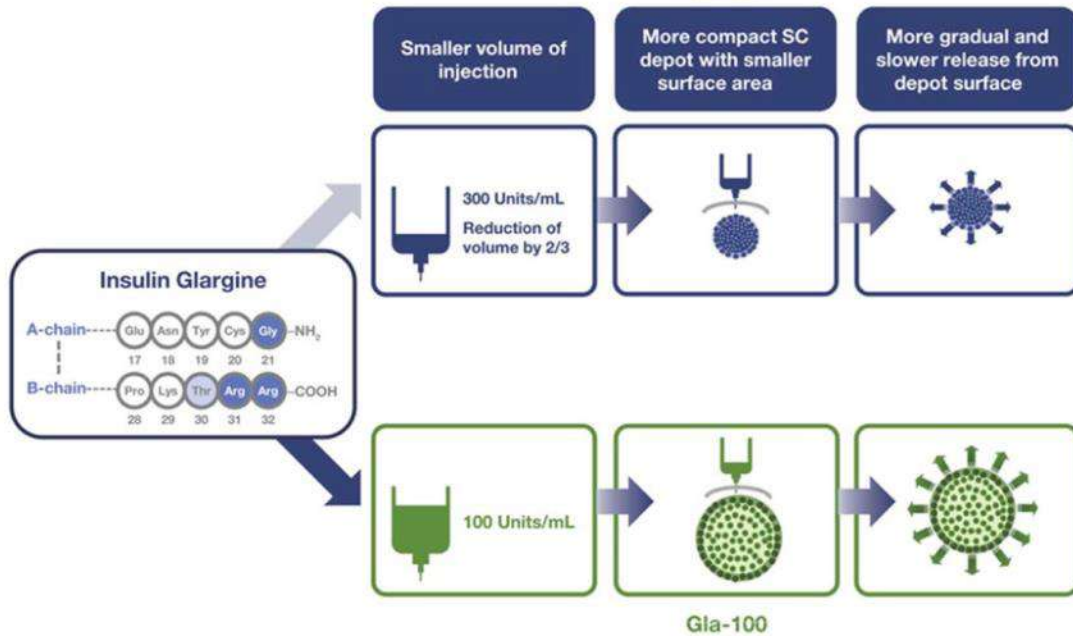 Smaller volume of
injection
More compact SC
depot with smaller
surface area
More gradual and
slower release from
depot surface
300 Units/mL
Reduction of
volume by 2/3
Insulin Glargine
A-chain Glu Asn Tyr Cys Gly NH2
17 18 19 20 21
B-chain Pro Lys Thr Arg Arg COOH
28 29 30 31 32
100 Units/mL
Gla-100